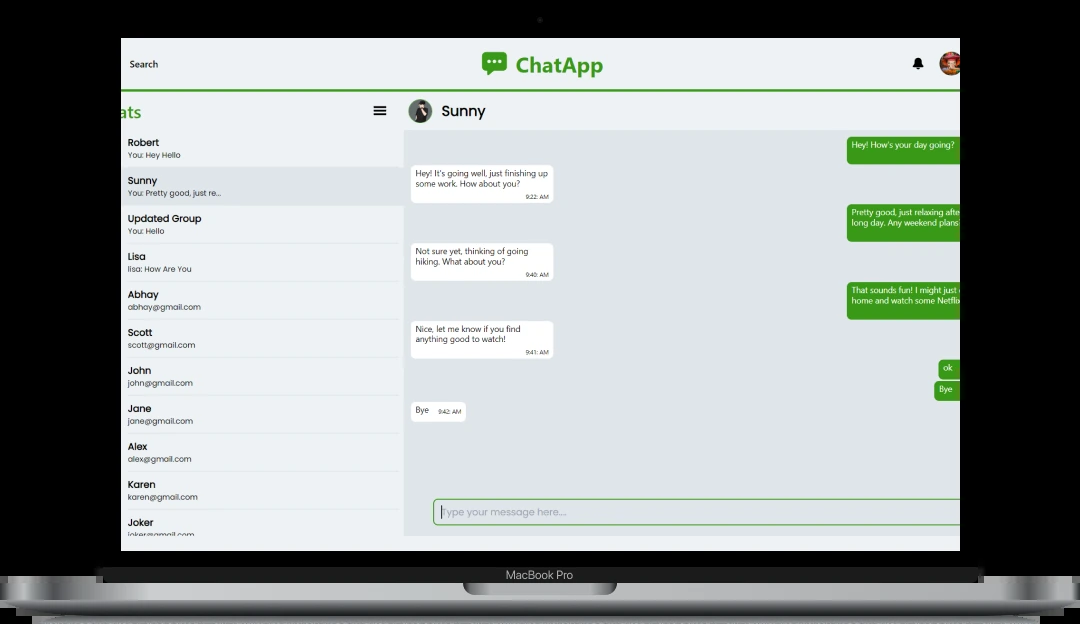 Search
ChatApp
ats
Sunny
Robert
You: Hey Hello
Sunny
You: Pretty good, just re...
Updated Group
You: Hello
Lisa
lisa: How Are You
Abhay
abhay@gmail.com
Scott
scott@gmail.com
John
john@gmail.com
Jane
jane@gmail.com
Alex
alex@gmail.com
Karen
karen@gmail.com
Joker
joker@gmail.com
Hey! How's your day going?
Hey! It's going well, just finishing up
some work. How about you?
9:22: AM
Pretty good, just relaxing afte
long day. Any weekend plans
Not sure yet, thinking of going
hiking. What about you?
9:40: AM
That sounds fun! I might just
home and watch some Netflix
Nice, let me know if you find
anything good to watch!
9:41: AM
ok
Bye
Bye 9:42: AM
Type your message here...
MacBook Pro